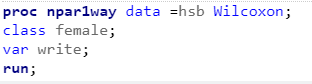 proc npar1way data =hsb Wilcoxon;
class female;
var write;
run;